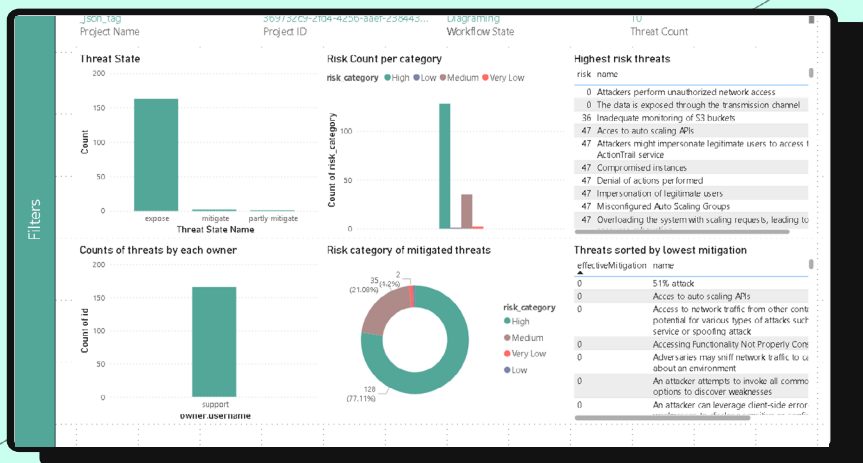 _json_tag
369732c9-2fd4-4256-aaef-238443...
Diagraming
10
Project Name
Project ID
Workflow State
Threat Count
Filters
Threat State
200
150
100
50
0
Count
expose
mitigate
partly-mitigate
Threat State Name
Risk Count per category
risk_category High Low Medium Very Low
100
50
0
Count of risk_category
Highest risk threats
risk name
0 Attackers perform unauthorized network access
0 The data is exposed through the transmission channel
36 Inadequate monitoring of S3 buckets
47 Acces to auto scaling APIs
47 Attackers might impersonate legitimate users to access t
ActionTrail service
47 Compromised instances
47 Denial of actions performed
47 Impersonation of legitimate users
47 Misconfigured Auto Scaling Groups
47 Overloading the system with scaling requests, leading to
Counts of threats by each owner
200
150
100
50
0
Count of id
support
owner.username
Risk category of mitigated threats
2
(1.2%)
35
(21.08%)
128
(77.11%)
risk_category
High
Medium
Very Low
Low
Threats sorted by lowest mitigation
effectiveMitigation name
0 51% attack
0 Acces to auto scaling APIs
0 Access to network traffic from other conta
potential for various types of attacks such
service or spoofing attack
0 Accessing Functionality Not Properly Cons
0 Adversaries may sniff network traffic to ca
about an environment
0 An attacker attempts to invoke all commo
options to discover weaknesses
0 An attacker can leverage client-side error